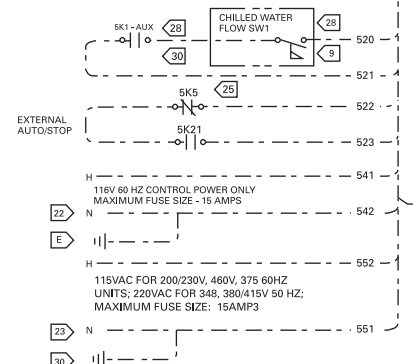 5K1-AUX 28 CHILLED WATER 28
FLOW SW1
520
30 9
521
5K5 25
522
EXTERNAL
AUTO/STOP
5K21
523
H 541
116V 60 HZ CONTROL POWER ONLY
MAXIMUM FUSE SIZE - 15 AMPS
22 N 542
E
H 552
115VAC FOR 200/230V, 460V, 375 60HZ
UNITS; 220VAC FOR 348, 380/415V 50 HZ;
MAXIMUM FUSE SIZE: 15AMP3
23 N 551
30